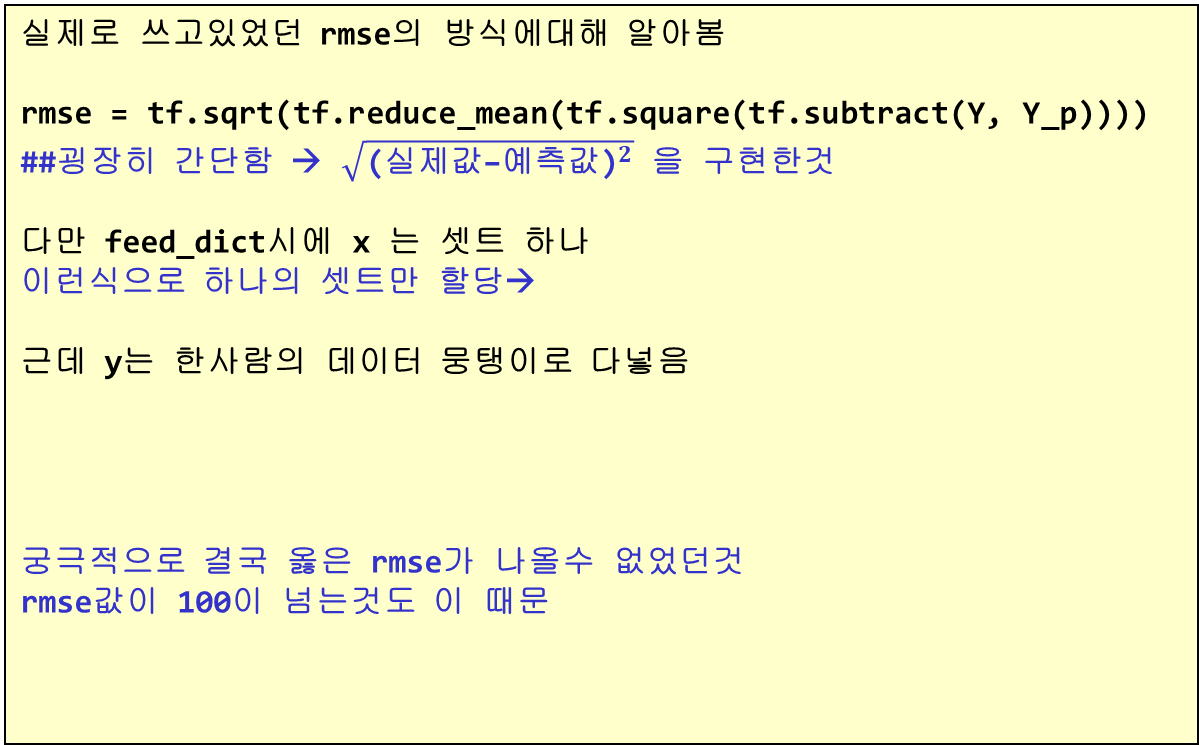 실제로 쓰고있었던 rmse의 방식에대해 알아봄
rmse = tf.sqrt(tf.reduce_mean(tf.square(tf.subtract(Y, Y_p))))
##굉장히 간단함 → √(실제값-예측값)² 을 구현한것
다만 feed_dict시에 x 는 셋트 하나
이런식으로 하나의 셋트만 할당→
근데 y는 한사람의 데이터 뭉탱이로 다넣음
궁극적으로 결국 옳은 rmse가 나올수 없었던것
rmse값이 100이 넘는것도 이 때문